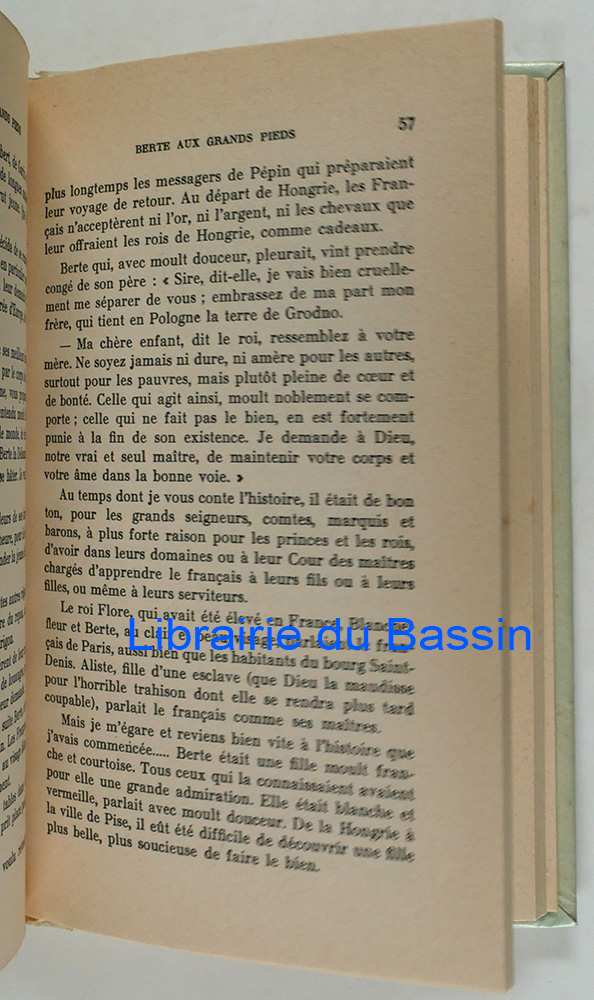 BERTE AUX GRANDS PIEDS 57
plus longtemps les messagers de Pépin qui préparaient
leur voyage de retour. Au départ de Hongrie, les Fran-
çais n'acceptèrent ni l'or, ni l'argent, ni les chevaux que
leur offraient les rois de Hongrie, comme cadeaux.
Berte qui, avec moult douceur, pleurait, vint prendre
congé de son père : « Sire, dit-elle, je vais bien cruelle-
ment me séparer de vous ; embrassez de ma part mon
frère, qui tient en Pologne la terre de Grodno.
— Ma chère enfant, dit le roi, ressemblez à votre
mère. Ne soyez jamais ni dure, ni amère pour les autres,
surtout pour les pauvres, mais plutôt pleine de cœur et
de bonté. Celle qui agit ainsi, moult noblement se com-
porte ; celle qui ne fait pas le bien, en est fortement
punie à la fin de son existence. Je demande à Dieu,
notre vrai et seul maître, de maintenir votre corps et
votre âme dans la bonne voie. »
Au temps dont je vous conte l'histoire, il était de bon
ton, pour les grands seigneurs, comtes, marquis et
barons, à plus forte raison pour les princes et les rois,
d'avoir dans leurs domaines ou à leur Cour des maîtres
chargés d'apprendre le français à leurs fils ou à leurs
filles, ou même à leurs serviteurs.
Le roi Flore, qui avait été élevé en France, Blanche-
fleur et Berte, au clair et beau visage, parlaient le fran-
Librairie du Bassin
çais de Paris, aussi bien que les habitants du bourg Saint-
Denis. Aliste, fille d'une esclave (que Dieu la maudisse
pour l'horrible trahison dont elle se rendra plus tard
coupable), parlait le français comme ses maîtres.
Mais je m'égare et reviens bien vite à l'histoire que
j'avais commencée..... Berte était une fille moult fran-
che et courtoise. Tous ceux qui la connaissaient avaient
pour elle une grande admiration. Elle était blanche et
vermeille, parlait avec moult douceur. De la Hongrie à
la ville de Pise, il eût été difficile de découvrir une fille
plus belle, plus soucieuse de faire le bien.